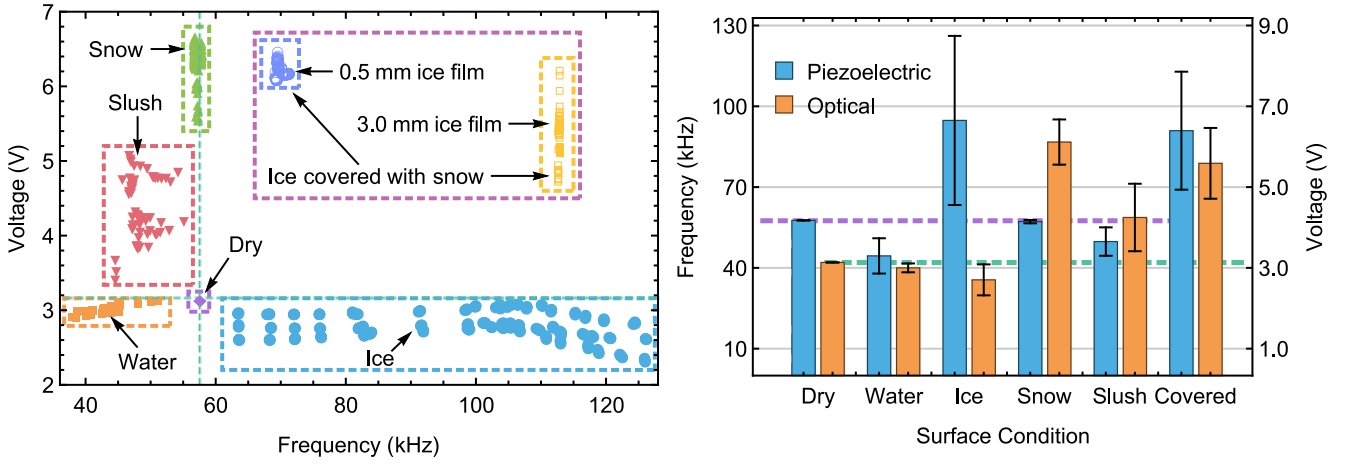 7
6
5
4
3
2
Voltage (V)
Snow
Slush
0.5 mm ice film
3.0 mm ice film
Ice covered with snow
Dry
Water
Ice
40
60
80
100
120
Frequency (kHz)
130
100
70
40
10
Frequency (kHz)
Piezoelectric
Optical
9.0
7.0
5.0
3.0
1.0
Voltage (V)
Dry
Water
Ice
Snow
Slush
Covered
Surface Condition